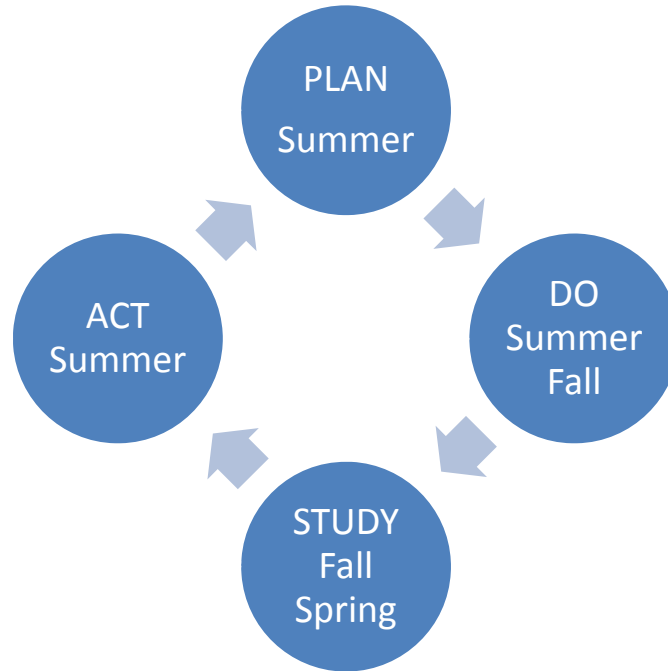 PLAN
Summer
DO
Summer
Fall
STUDY
Fall
Spring
ACT
Summer